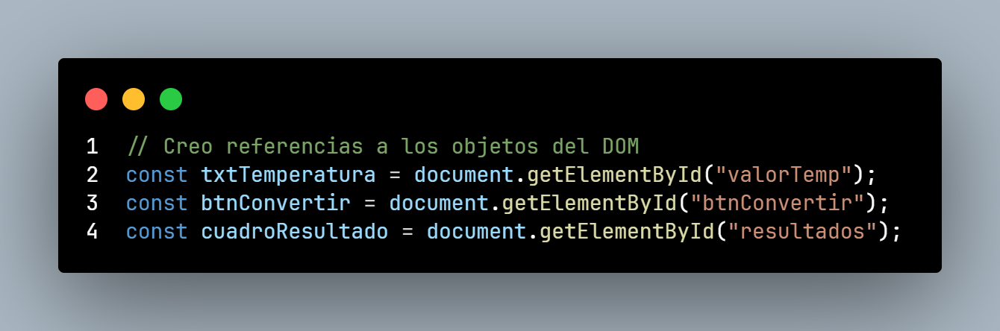 1 // Creo referencias a los objetos del DOM
2 const txtTemperatura = document.getElementById("valorTemp");
3 const btnConvertir = document.getElementById("btnConvertir");
4 const cuadroResultado = document.getElementById("resultados");